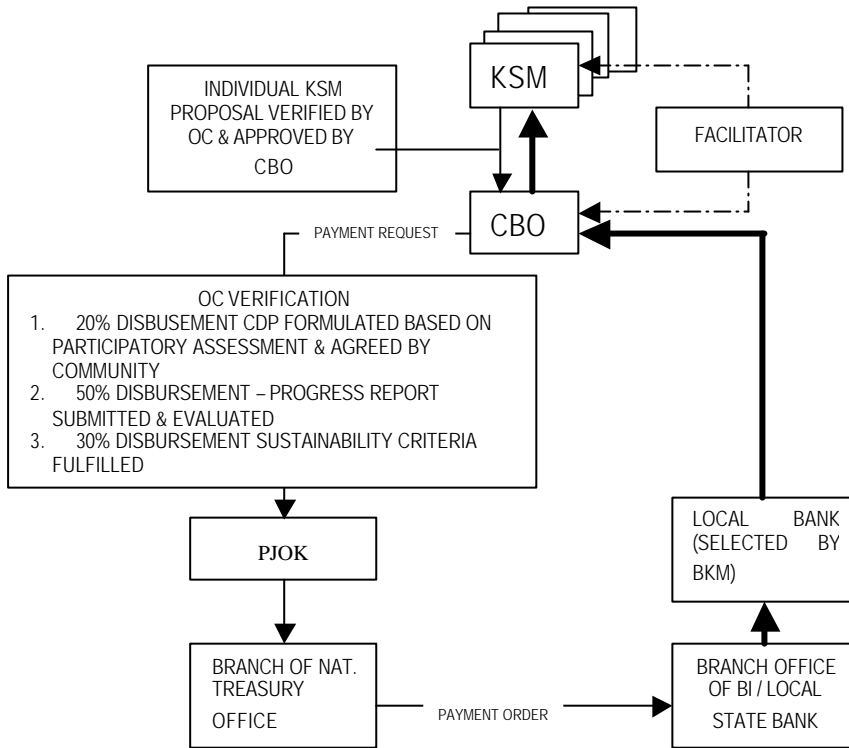 KSM
INDIVIDUAL KSM
PROPOSAL VERIFIED BY
OC & APPROVED BY
CBO
FACILITATOR
CBO
PAYMENT REQUEST
OC VERIFICATION
1. 20% DISBUSEMENT CDP FORMULATED BASED ON
PARTICIPATORY ASSESSMENT & AGREED BY
COMMUNITY
2. 50% DISBURSEMENT – PROGRESS REPORT
SUBMITTED & EVALUATED
3. 30% DISBURSEMENT SUSTAINABILITY CRITERIA
FULFILLED
PJOK
LOCAL BANK
(SELECTED BY
BKM)
BRANCH OF NAT.
TREASURY
OFFICE
PAYMENT ORDER
BRANCH OFFICE
OF BI / LOCAL
STATE BANK